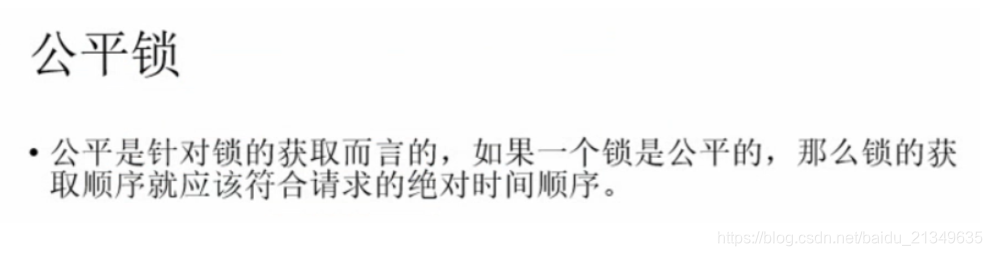 公平锁
• 公平是针对锁的获取而言的，如果一个锁是公平的，那么锁的获
取顺序就应该符合请求的绝对时间顺序。
https://blog.csdn.net/baidu_21349635